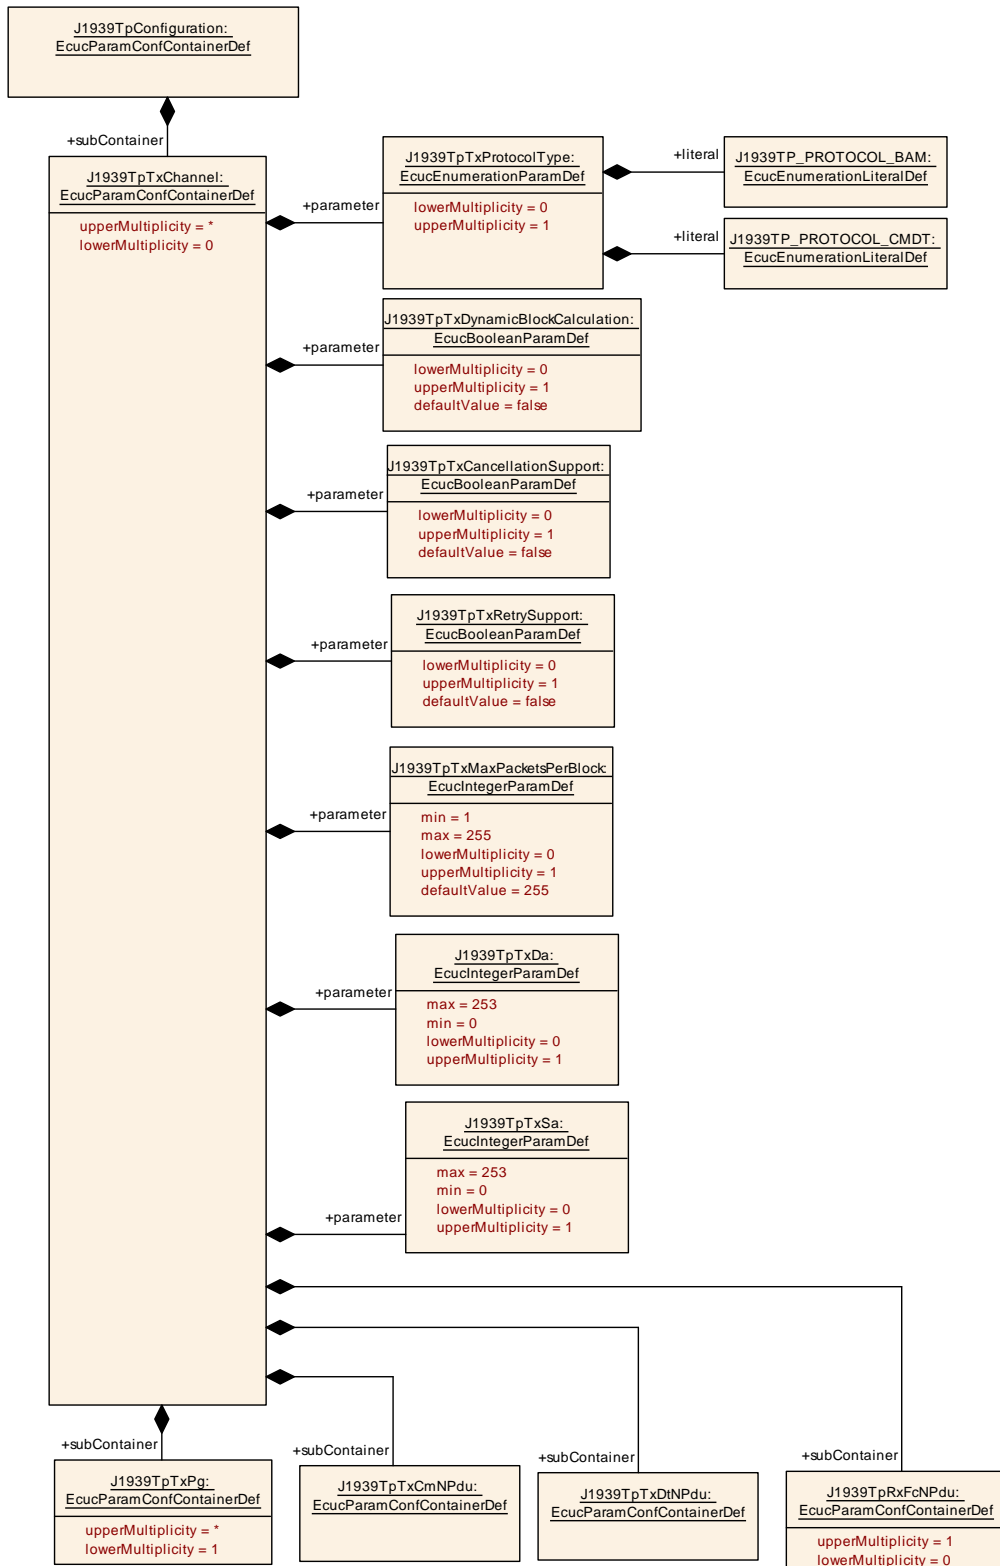 J1939TpConfiguration:
EcucParamConfContainerDef
+subContainer
J1939TpTxChannel:
EcucParamConfContainerDef
upperMultiplicity = *
lowerMultiplicity = 0
+parameter
J1939TpTxProtocolType:
EcucEnumerationParamDef
lowerMultiplicity = 0
upperMultiplicity = 1
+literal
J1939TP_PROTOCOL_BAM:
EcucEnumerationLiteralDef
+literal
J1939TP_PROTOCOL_CMDT:
EcucEnumerationLiteralDef
+parameter
J1939TpTxDynamicBlockCalculation:
EcucBooleanParamDef
lowerMultiplicity = 0
upperMultiplicity = 1
defaultValue = false
+parameter
J1939TpTxCancellationSupport:
EcucBooleanParamDef
lowerMultiplicity = 0
upperMultiplicity = 1
defaultValue = false
+parameter
J1939TpTxRetrySupport:
EcucBooleanParamDef
lowerMultiplicity = 0
upperMultiplicity = 1
defaultValue = false
+parameter
J1939TpTxMaxPacketsPerBlock:
EcucIntegerParamDef
min = 1
max = 255
lowerMultiplicity = 0
upperMultiplicity = 1
defaultValue = 255
+parameter
J1939TpTxDa:
EcucIntegerParamDef
max = 253
min = 0
lowerMultiplicity = 0
upperMultiplicity = 1
+parameter
J1939TpTxSa:
EcucIntegerParamDef
max = 253
min = 0
lowerMultiplicity = 0
upperMultiplicity = 1
+subContainer
J1939TpTxPg:
EcucParamConfContainerDef
upperMultiplicity = *
lowerMultiplicity = 1
+subContainer
J1939TpTxCmNPdu:
EcucParamConfContainerDef
+subContainer
J1939TpTxDtNPdu:
EcucParamConfContainerDef
+subContainer
J1939TpRxFcNPdu:
EcucParamConfContainerDef
upperMultiplicity = 1
lowerMultiplicity = 0